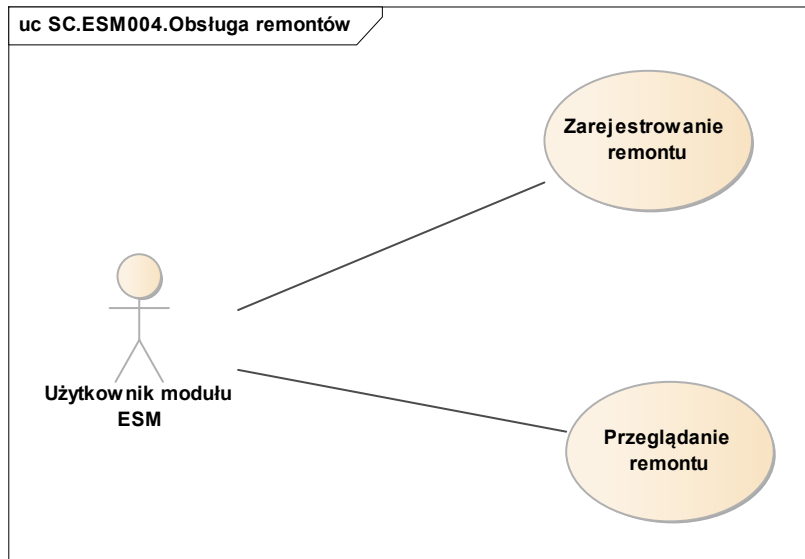 uc SC.ESM004.Obsługa remontów
Zarejestrowanie
remontu
Użytkownik modułu
ESM
Przeglądanie
remontu